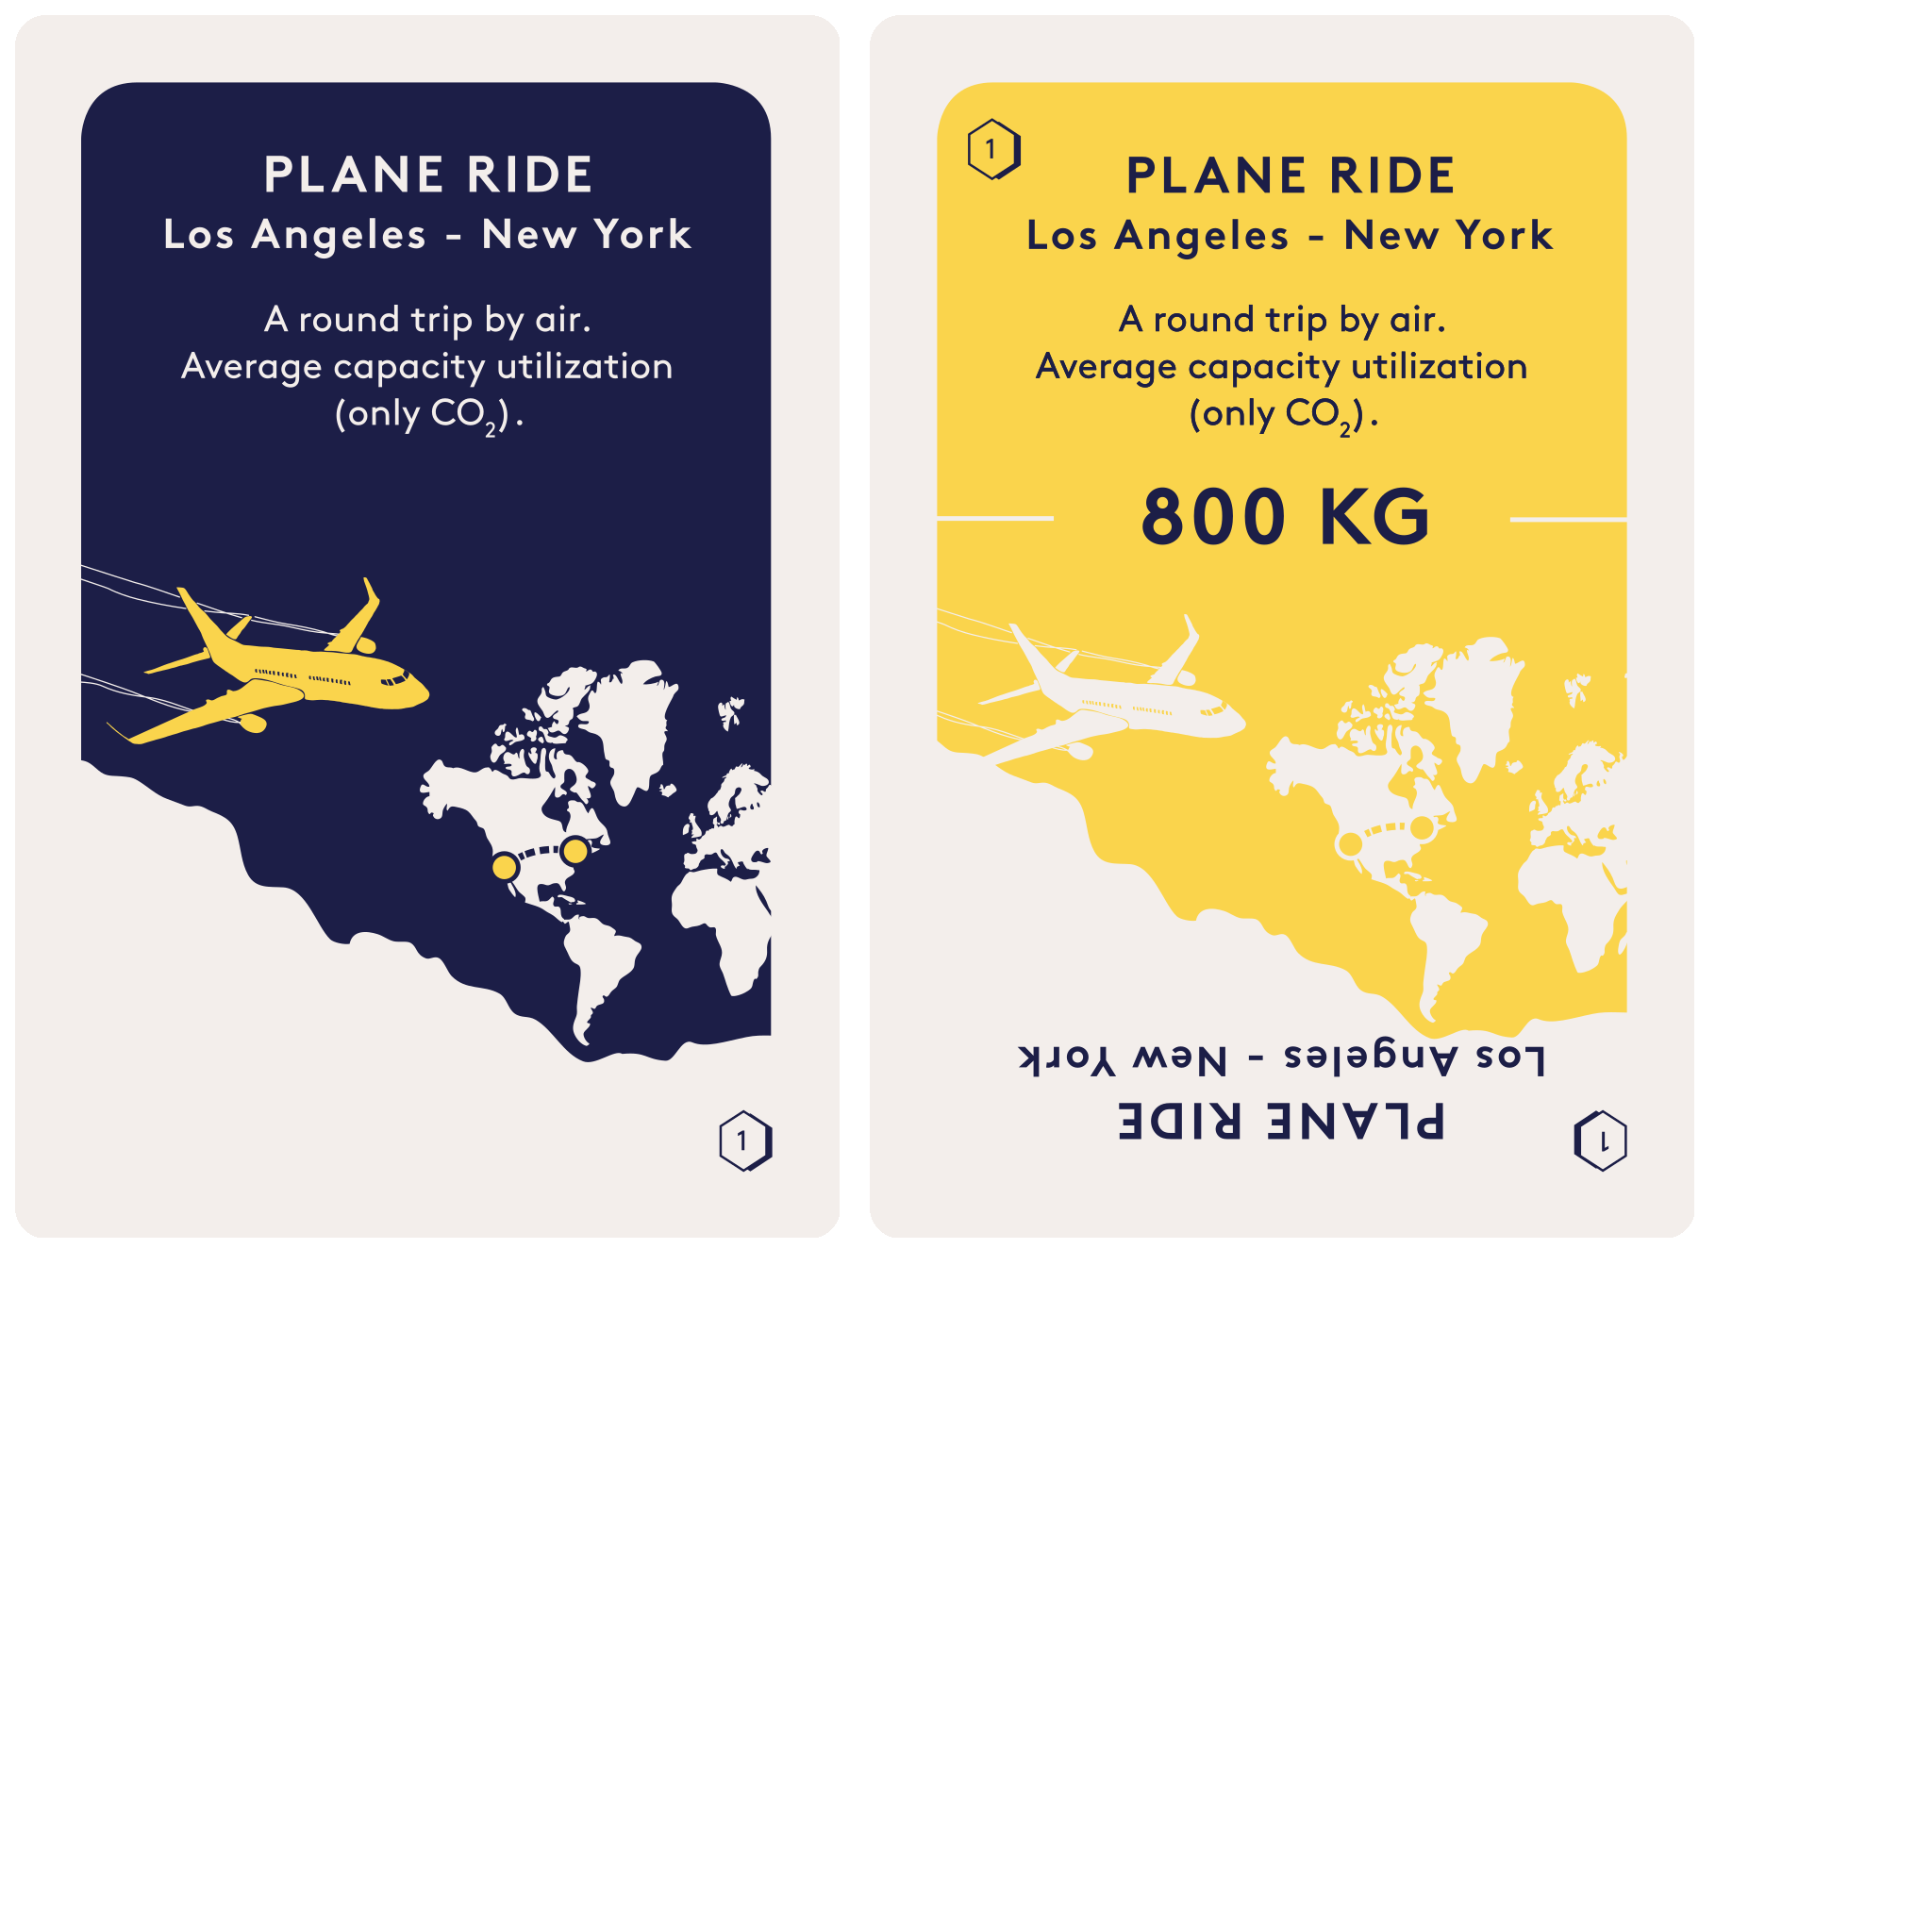 PLANE RIDE
Los Angeles - New York
A round trip by air.
Average capacity utilization
(only CO₂).
1
1
PLANE RIDE
Los Angeles - New York
A round trip by air.
Average capacity utilization
(only CO₂).
800 KG
Los Angeles - New York
PLANE RIDE
1